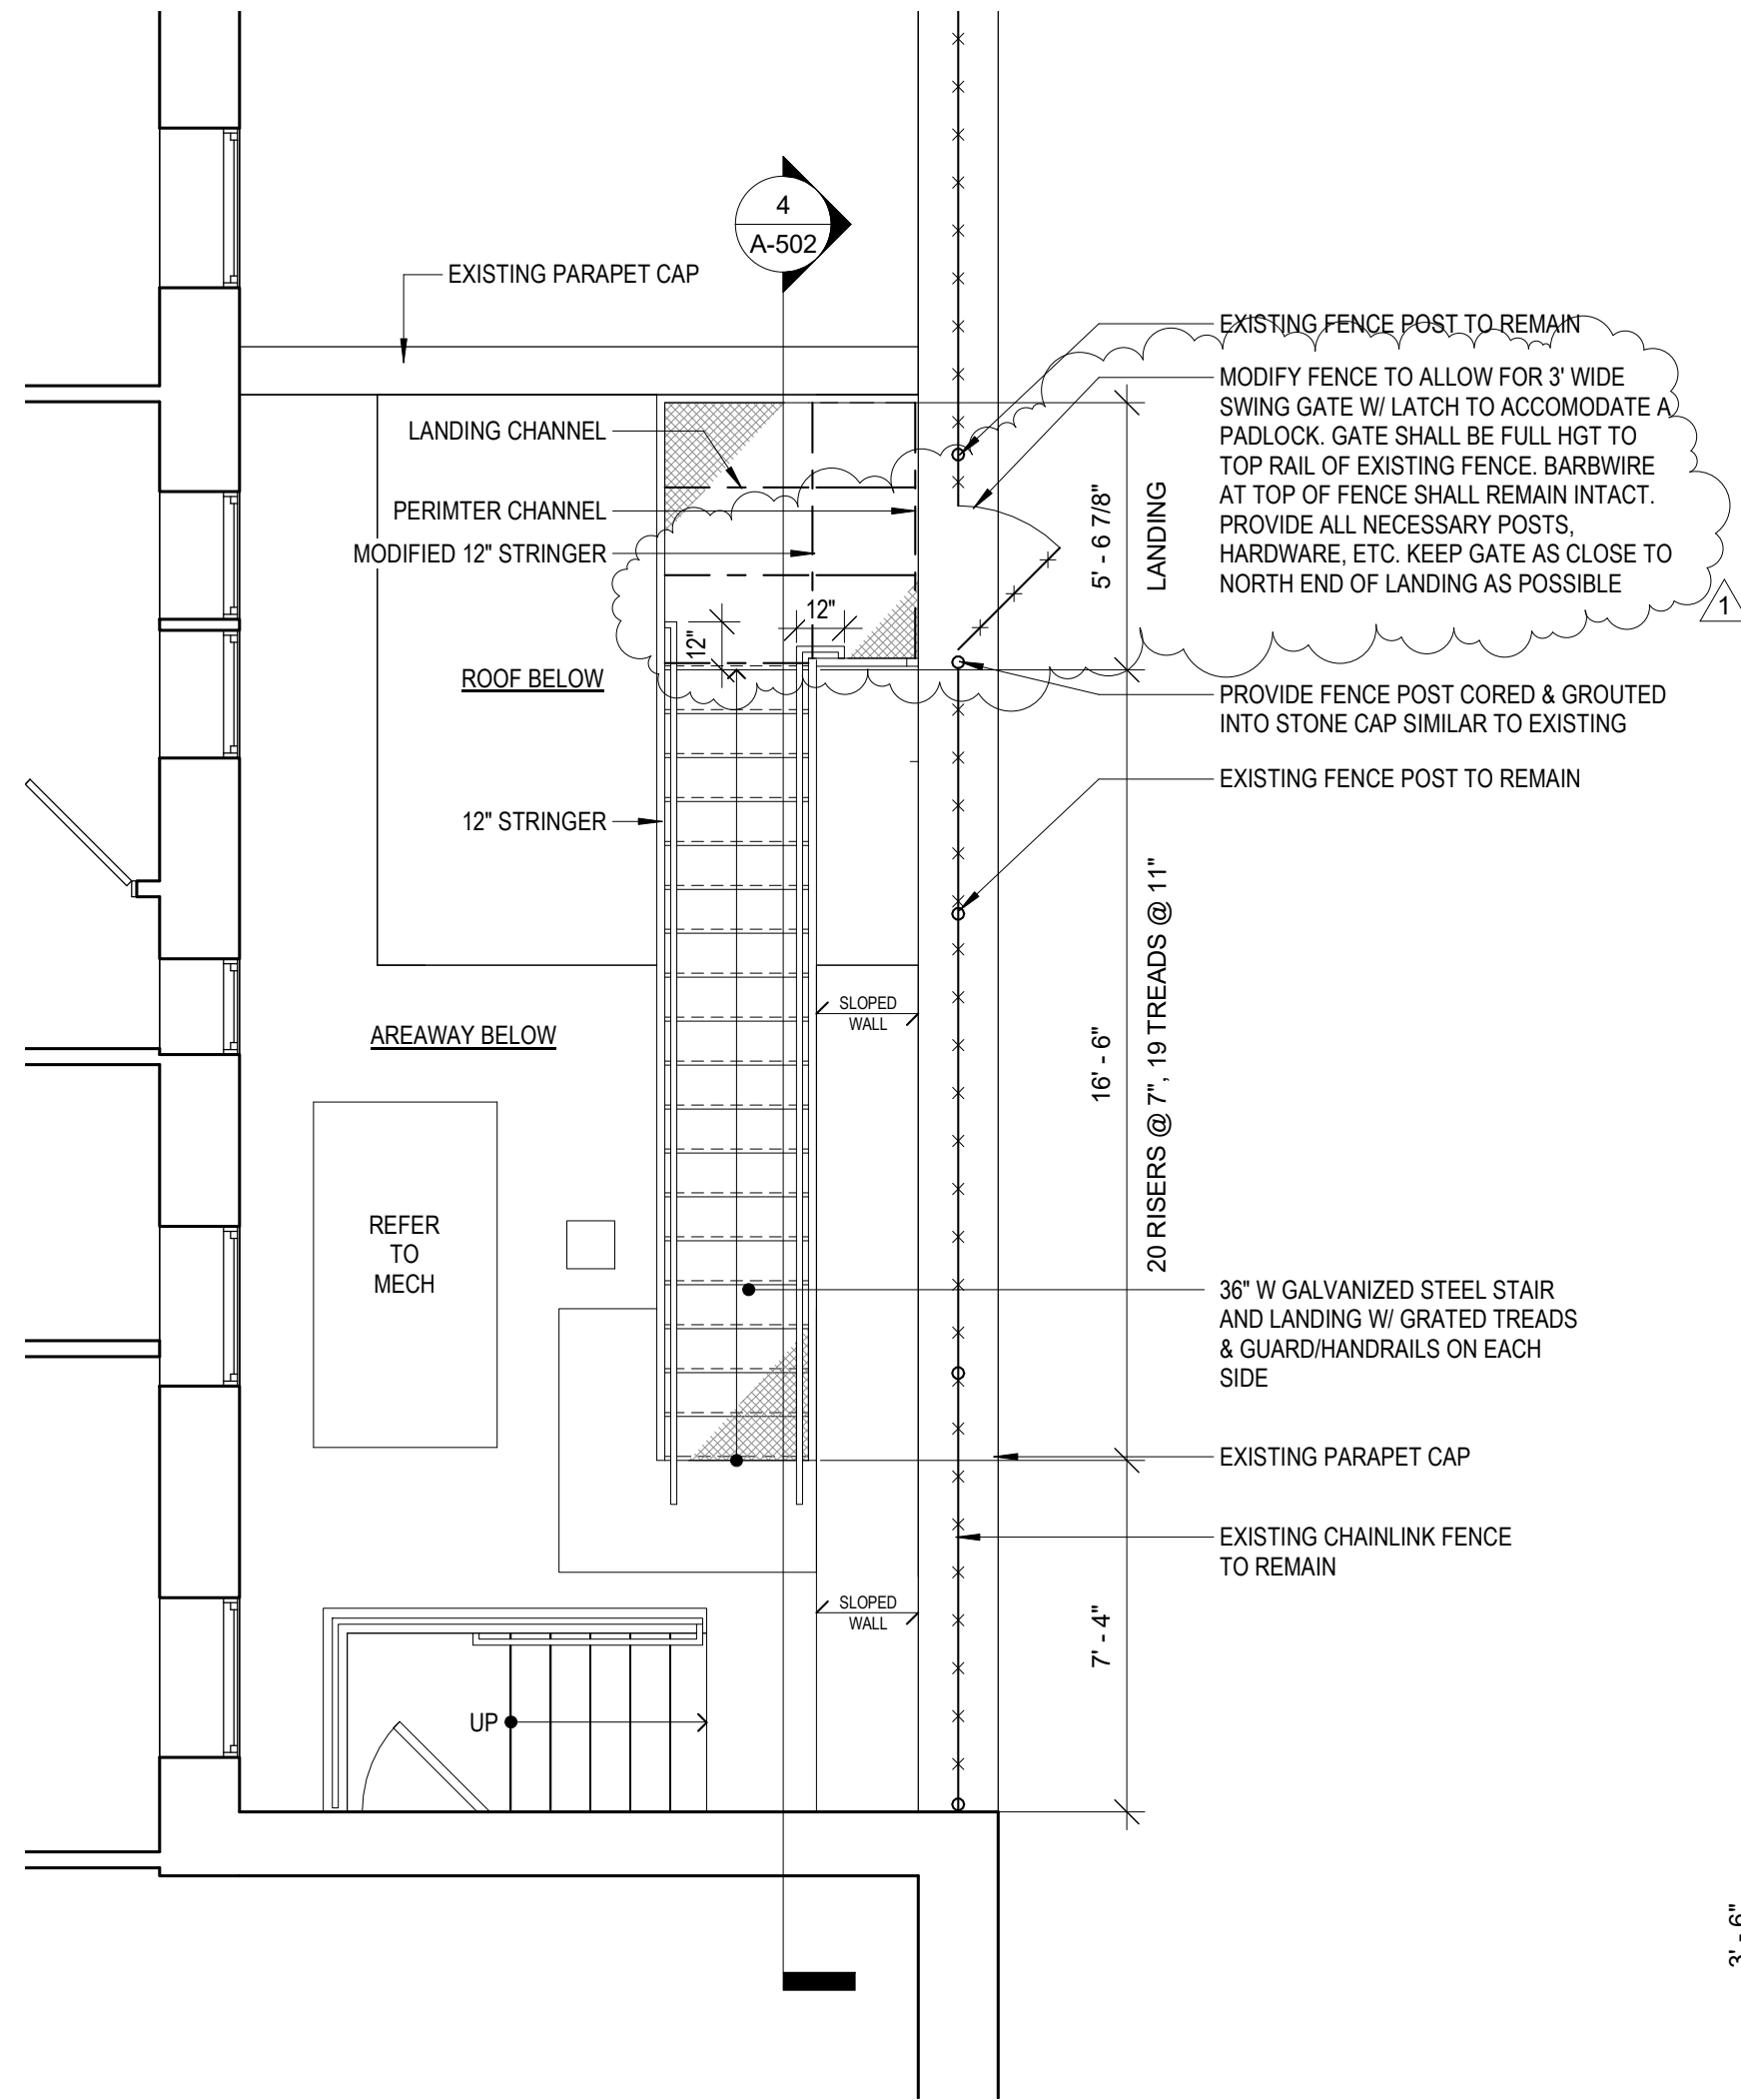 4
A-502
EXISTING PARAPET CAP
EXISTING FENCE POST TO REMAIN
MODIFY FENCE TO ALLOW FOR 3' WIDE
SWING GATE W/ LATCH TO ACCOMODATE A
PADLOCK. GATE SHALL BE FULL HGT TO
TOP RAIL OF EXISTING FENCE. BARBWIRE
AT TOP OF FENCE SHALL REMAIN INTACT.
PROVIDE ALL NECESSARY POSTS,
HARDWARE, ETC. KEEP GATE AS CLOSE TO
NORTH END OF LANDING AS POSSIBLE
1
LANDING CHANNEL
PERIMTER CHANNEL
MODIFIED 12" STRINGER
5' - 6 7/8"
LANDING
12"
12"
ROOF BELOW
PROVIDE FENCE POST CORED & GROUTED
INTO STONE CAP SIMILAR TO EXISTING
EXISTING FENCE POST TO REMAIN
12" STRINGER
SLOPED
WALL
AREAWAY BELOW
16' - 6"
20 RISERS @ 7", 19 TREADS @ 11"
REFER
TO
MECH
36" W GALVANIZED STEEL STAIR
AND LANDING W/ GRATED TREADS
& GUARD/HANDRAILS ON EACH
SIDE
EXISTING PARAPET CAP
EXISTING CHAINLINK FENCE
TO REMAIN
SLOPED
WALL
7' - 4"
UP
3' - 6"